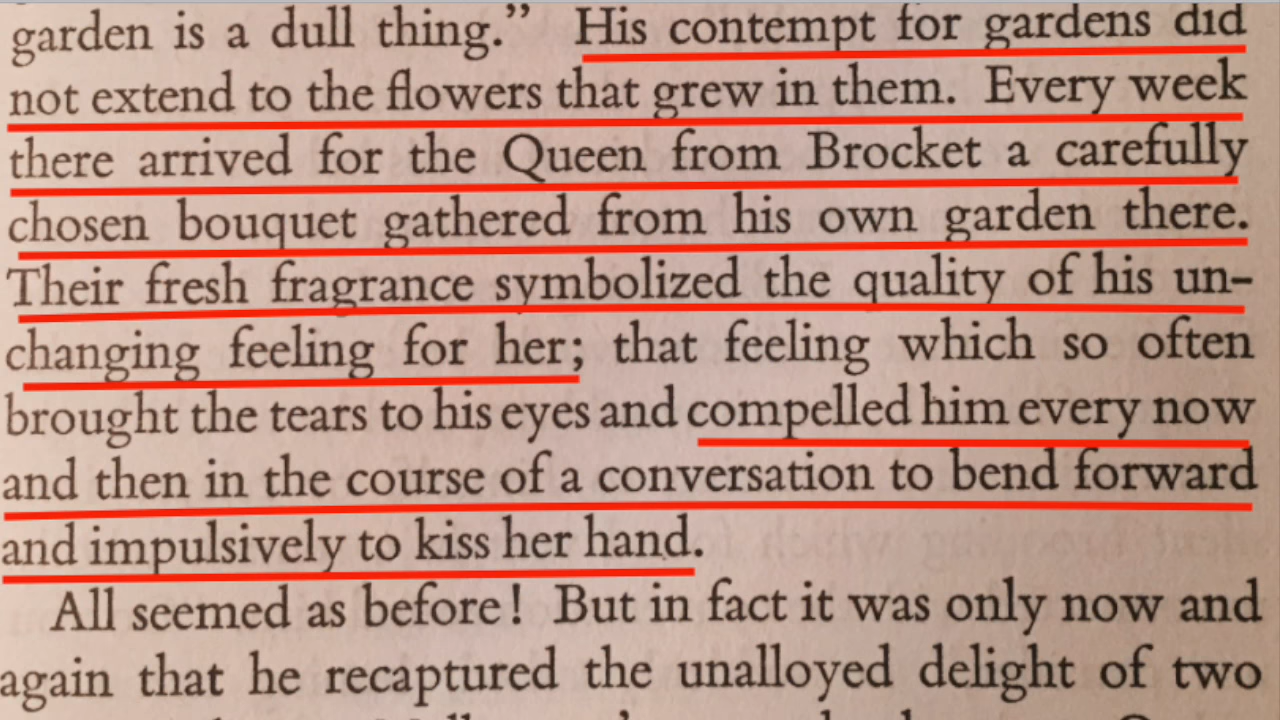 garden is a dull thing.” His contempt for gardens did
not extend to the flowers that grew in them. Every week
there arrived for the Queen from Brocket a carefully
chosen bouquet gathered from his own garden there.
Their fresh fragrance symbolized the quality of his un-
changing feeling for her; that feeling which so often
brought the tears to his eyes and compelled him every now
and then in the course of a conversation to bend forward
and impulsively to kiss her hand.
All seemed as before! But in fact it was only now and
again that he recaptured the unalloyed delight of two